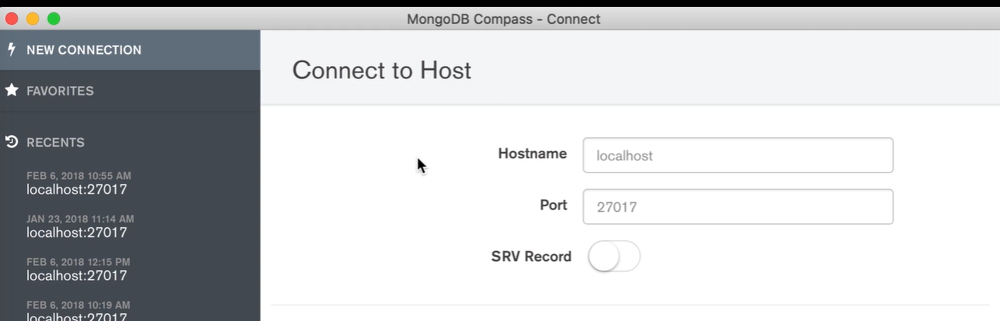 MongoDB Compass - Connect
NEW CONNECTION
FAVORITES
RECENTS
FEB 6, 2018 10:55 AM
localhost:27017
JAN 23, 2018 11:14 AM
localhost:27017
FEB 6, 2018 12:15 PM
localhost:27017
FEB 6, 2018 10:19 AM
localhost:27017
Connect to Host
Hostname localhost
Port 27017
SRV Record